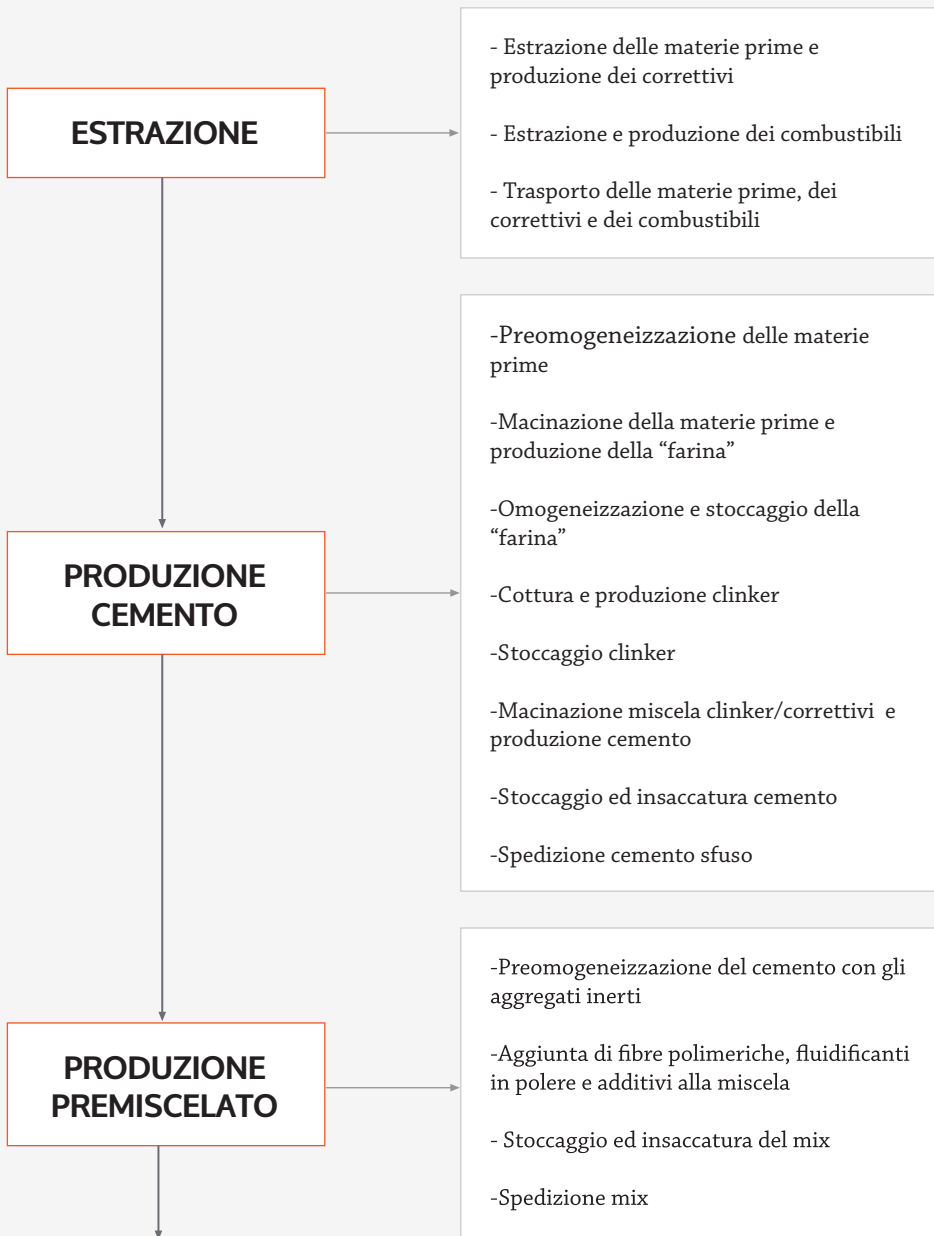 ESTRAZIONE
- Estrazione delle materie prime e
produzione dei correttivi
- Estrazione e produzione dei combustibili
- Trasporto delle materie prime, dei
correttivi e dei combustibili
PRODUZIONE
CEMENTO
-Preomogeneizzazione delle materie
prime
-Macinazione della materie prime e
produzione della “farina”
-Omogeneizzazione e stoccaggio della
“farina”
-Cottura e produzione clinker
-Stoccaggio clinker
-Macinazione miscela clinker/correttivi e
produzione cemento
-Stoccaggio ed insaccatura cemento
-Spedizione cemento sfuso
PRODUZIONE
PREMISCELATO
-Preomogeneizzazione del cemento con gli
aggregati inerti
-Aggiunta di fibre polimeriche, fluidificanti
in polere e additivi alla miscela
- Stoccaggio ed insaccatura del mix
-Spedizione mix